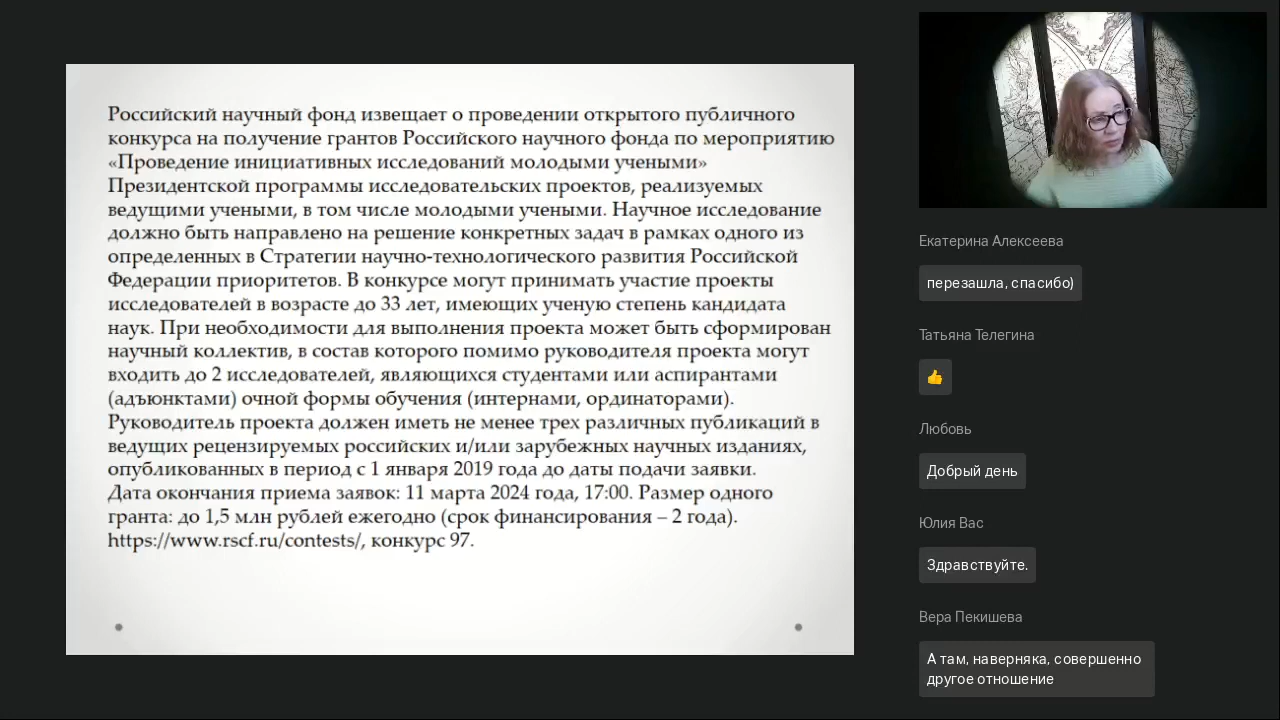 Российский научный фонд извещает о проведении открытого публичного
конкурса на получение грантов Российского научного фонда по мероприятию
«Проведение инициативных исследований молодыми учеными»
Президентской программы исследовательских проектов, реализуемых
ведущими учеными, в том числе молодыми учеными. Научное исследование
должно быть направлено на решение конкретных задач в рамках одного из
определенных в Стратегии научно-технологического развития Российской
Федерации приоритетов. В конкурсе могут принимать участие проекты
исследователей в возрасте до 33 лет, имеющих ученую степень кандидата
наук. При необходимости для выполнения проекта может быть сформирован
научный коллектив, в состав которого помимо руководителя проекта могут
входить до 2 исследователей, являющихся студентами или аспирантами
(адъюнктами) очной формы обучения (интернами, ординаторами).
Руководитель проекта должен иметь не менее трех различных публикаций в
ведущих рецензируемых российских и/или зарубежных научных изданиях,
опубликованных в период с 1 января 2019 года до даты подачи заявки.
Дата окончания приема заявок: 11 марта 2024 года, 17:00. Размер одного
гранта: до 1,5 млн рублей ежегодно (срок финансирования – 2 года).
https://www.rscf.ru/contests/, конкурс 97.
Екатерина Алексеева
перезашла, спасибо)
Татьяна Телегина
👍
Любовь
Добрый день
Юлия Вас
Здравствуйте.
Вера Пекишева
А там, наверняка, совершенно
другое отношение